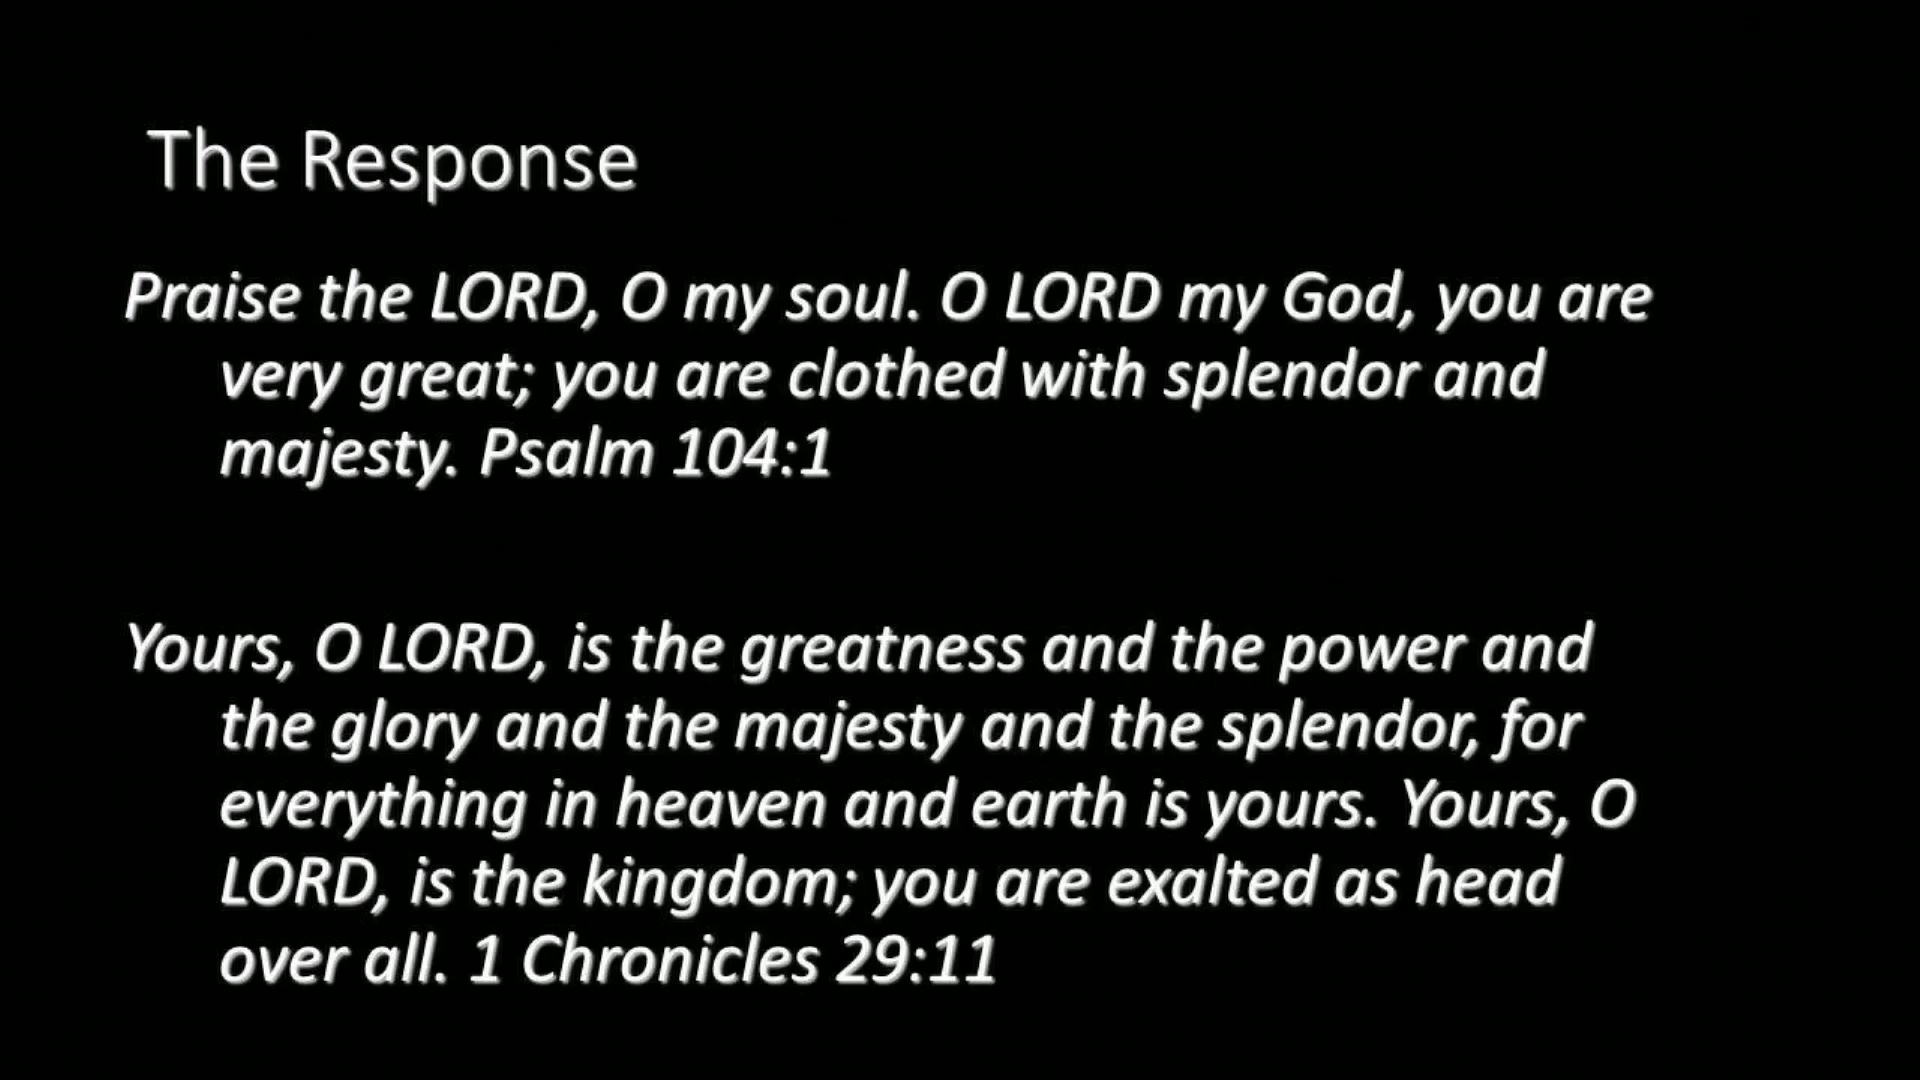 The Response
Praise the LORD, O my soul. O LORD my God, you are
very great; you are clothed with splendor and
majesty. Psalm 104:1
Yours, O LORD, is the greatness and the power and
the glory and the majesty and the splendor, for
everything in heaven and earth is yours. Yours, O
LORD, is the kingdom; you are exalted as head
over all. 1 Chronicles 29:11